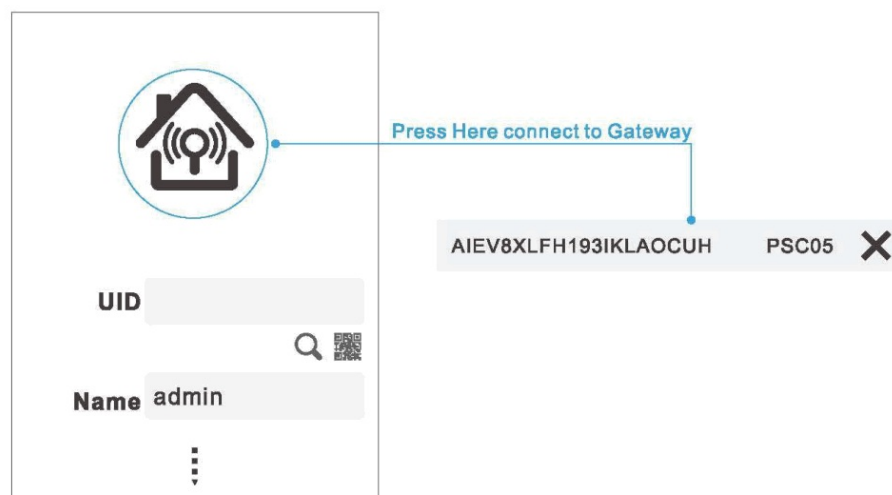 Press Here connect to Gateway
AIEV8XLFH193IKLAOCUH PSC05
UID
Name admin